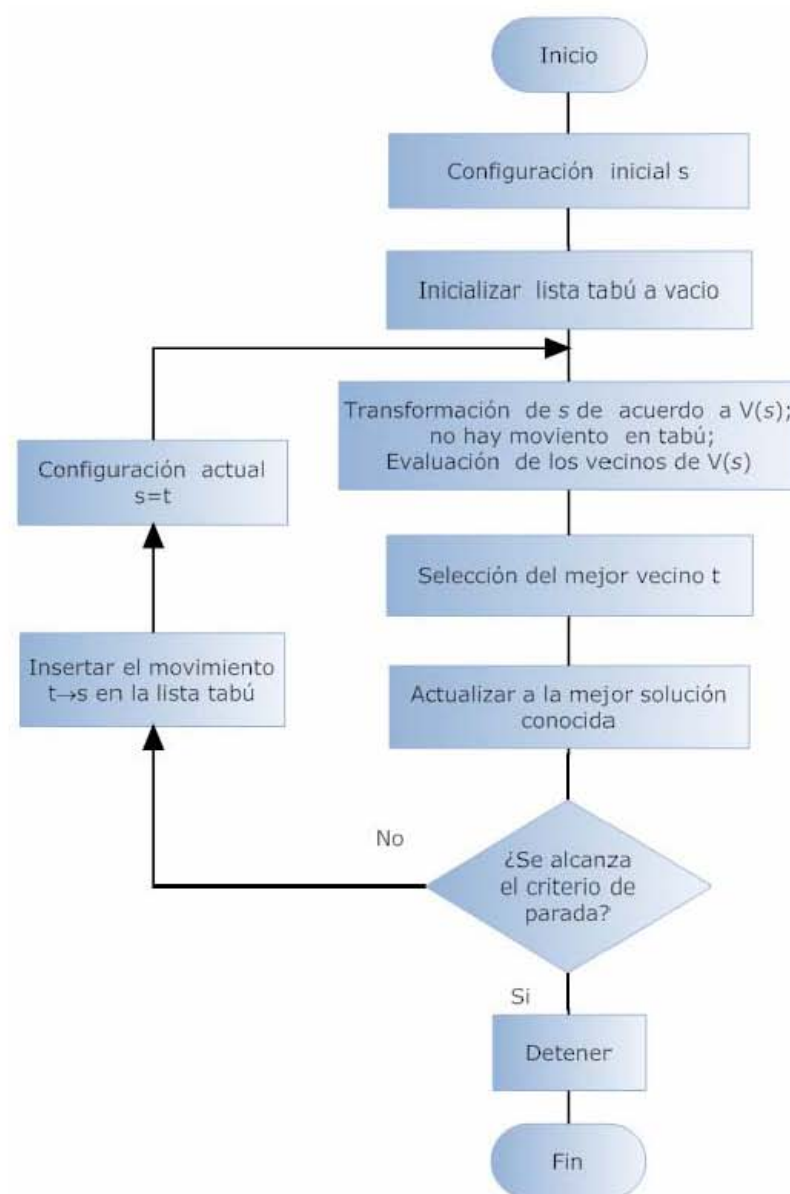 Inicio
Configuración inicial s
Inicializar lista tabú a vacio
Transformación de s de acuerdo a V(s);
no hay moviento en tabú;
Evaluación de los vecinos de V(s)
Selección del mejor vecino t
Actualizar a la mejor solución
conocida
¿Se alcanza
el criterio de
parada?
No
Insertar el movimiento
t→s en la lista tabú
Configuración actual
s=t
Si
Detener
Fin